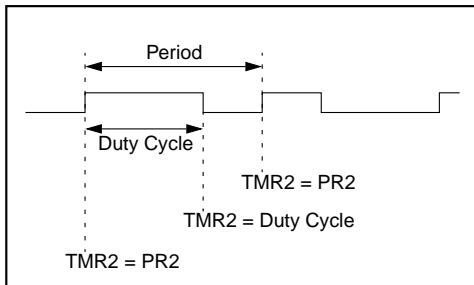 Period
Duty Cycle
TMR2 = PR2
TMR2 = Duty Cycle
TMR2 = PR2